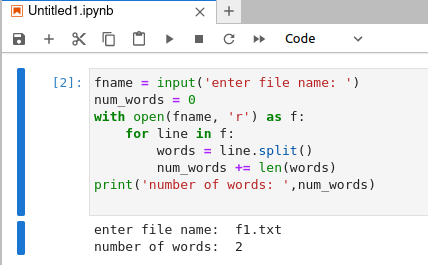 Untitled1.ipynb
Code
[2]: fname = input('enter file name: ')
num_words = 0
with open(fname, 'r') as f:
    for line in f:
        words = line.split()
        num_words += len(words)
print('number of words: ',num_words)
enter file name:  f1.txt
number of words:  2